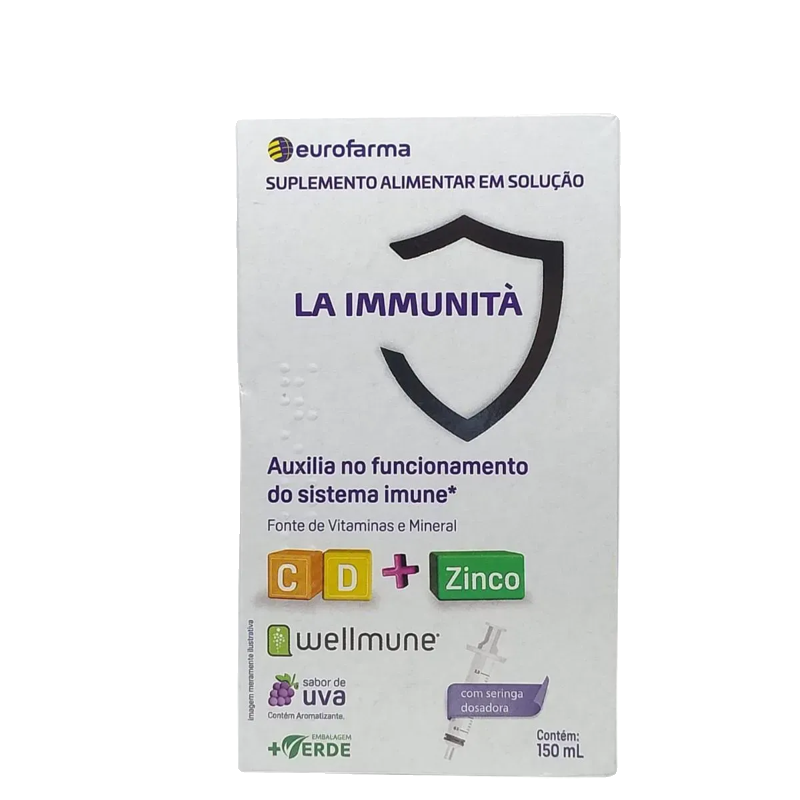 eurofarma
SUPLEMENTO ALIMENTAR EM SOLUÇÃO
LA IMMUNITÀ
Auxilia no funcionamento
do sistema imune*
Fonte de Vitaminas e Mineral
C D + Zinco
wellmune®
sabor de
uva
Contém Aromatizante.
com seringa
dosadora
EMBALAGEM
+VERDE
Contém:
150 mL
imagem meramente ilustrativa